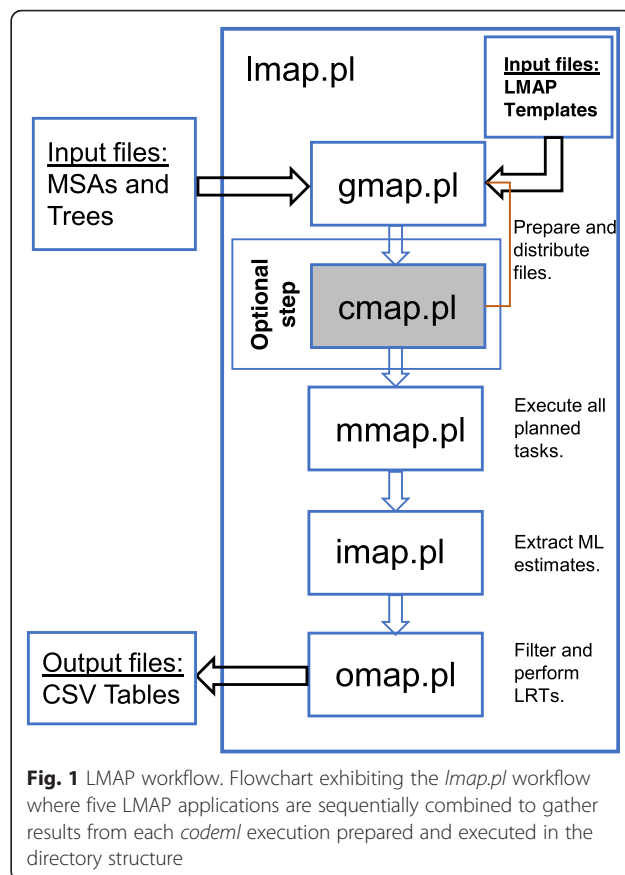 lmap.pl
Input files:
LMAP
Templates
Input files:
MSAs and
Trees
gmap.pl
Prepare and
distribute
files.
Optional
step
cmap.pl
mmap.pl
Execute all
planned
tasks.
imap.pl
Extract ML
estimates.
Output files:
CSV Tables
omap.pl
Filter and
perform
LRTs.
Fig. 1 LMAP workflow. Flowchart exhibiting the lmap.pl workflow
where five LMAP applications are sequentially combined to gather
results from each codeml execution prepared and executed in the
directory structure